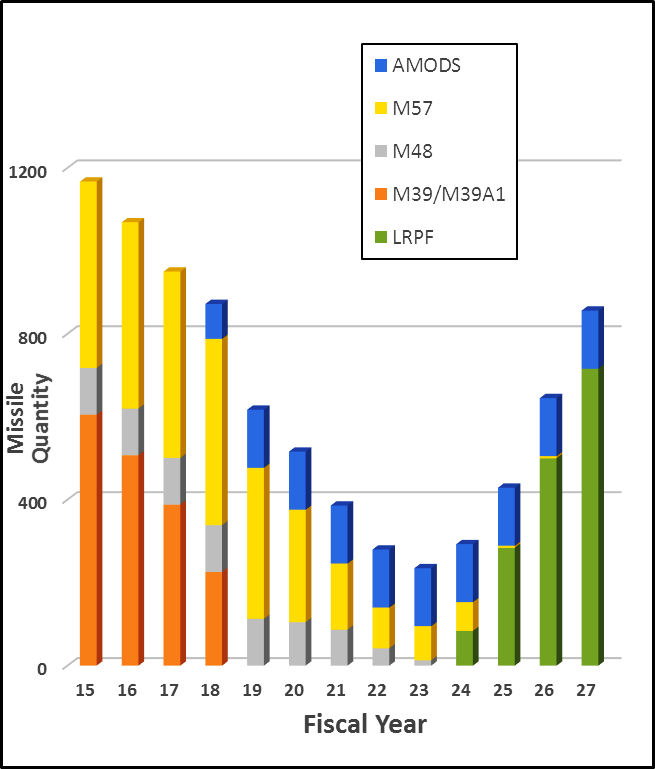 AMODS
M57
M48
M39/M39A1
LRPF
1200
800
400
0
Missile
Quantity
15 16 17 18 19 20 21 22 23 24 25 26 27
Fiscal Year